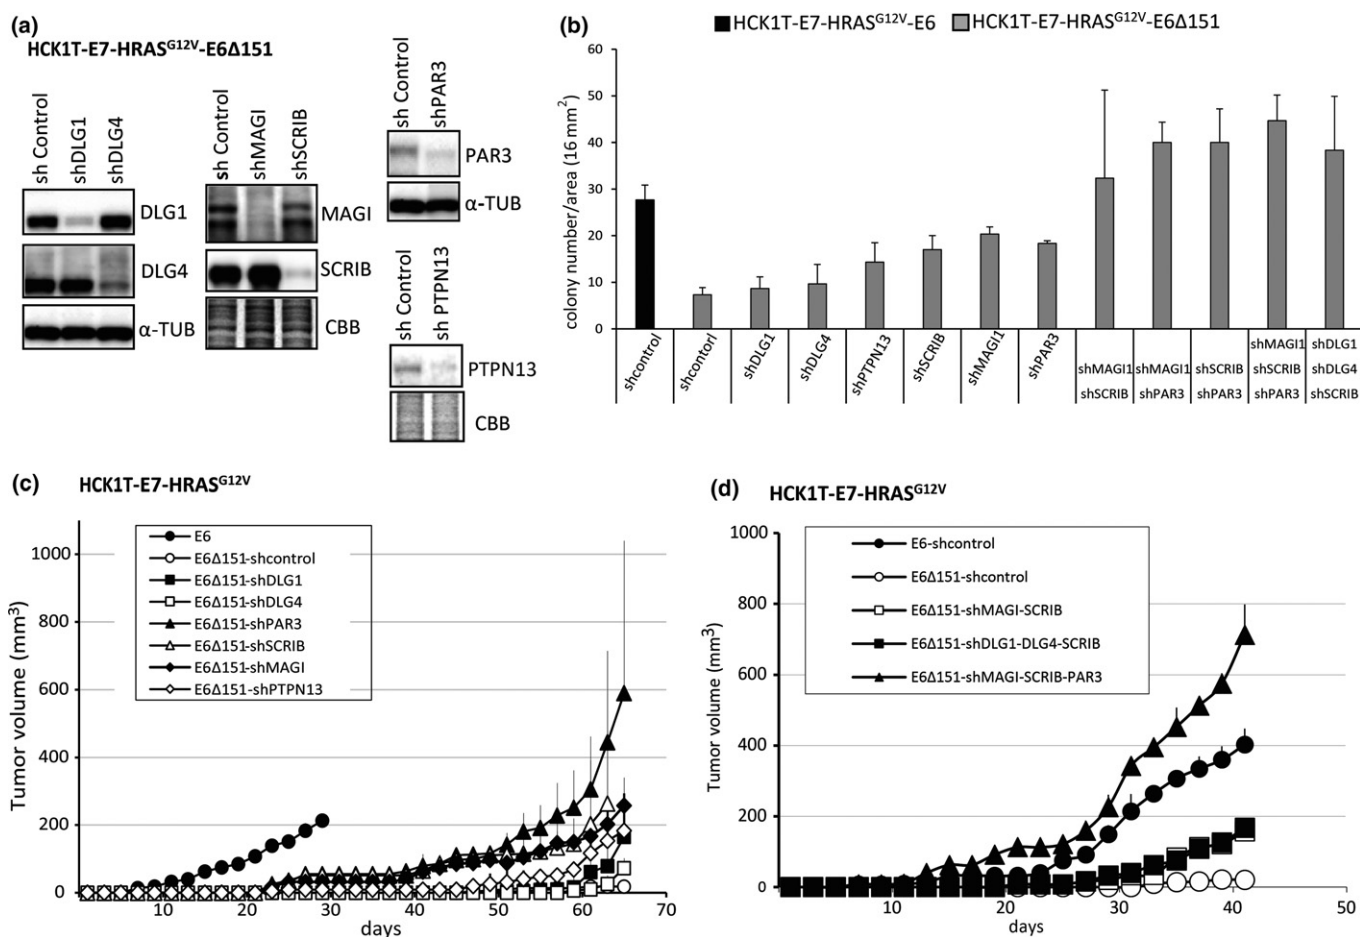 (a)
HCK1T-E7-HRASG12V-E6Δ151
sh Control
shDLG1
shDLG4
DLG1
DLG4
α-TUB
sh Control
shMAGI
shSCRIB
MAGI
SCRIB
CBB
sh Control
shPAR3
PAR3
α-TUB
sh Control
sh PTPN13
PTPN13
CBB
(b)
HCK1T-E7-HRASG12V-E6
HCK1T-E7-HRASG12V-E6Δ151
colony number/area (16 mm2)
60
50
40
30
20
10
0
shcontrol
shcontorl
shDLG1
shDLG4
shPTPN13
shSCRIB
shMAGI1
shPAR3
shMAGI1
shSCRIB
shMAGI1
shPAR3
shSCRIB
shPAR3
shMAGI1
shSCRIB
shPAR3
shDLG1
shDLG4
shSCRIB
(c)
HCK1T-E7-HRASG12V
E6
E6Δ151-shcontrol
E6Δ151-shDLG1
E6Δ151-shDLG4
E6Δ151-shPAR3
E6Δ151-shSCRIB
E6Δ151-shMAGI
E6Δ151-shPTPN13
Tumor volume (mm3)
1000
800
600
400
200
0
10
20
30
40
50
60
70
days
(d)
HCK1T-E7-HRASG12V
E6-shcontrol
E6Δ151-shcontrol
E6Δ151-shMAGI-SCRIB
E6Δ151-shDLG1-DLG4-SCRIB
E6Δ151-shMAGI-SCRIB-PAR3
Tumor volume (mm3)
1000
800
600
400
200
0
10
20
30
40
50
days